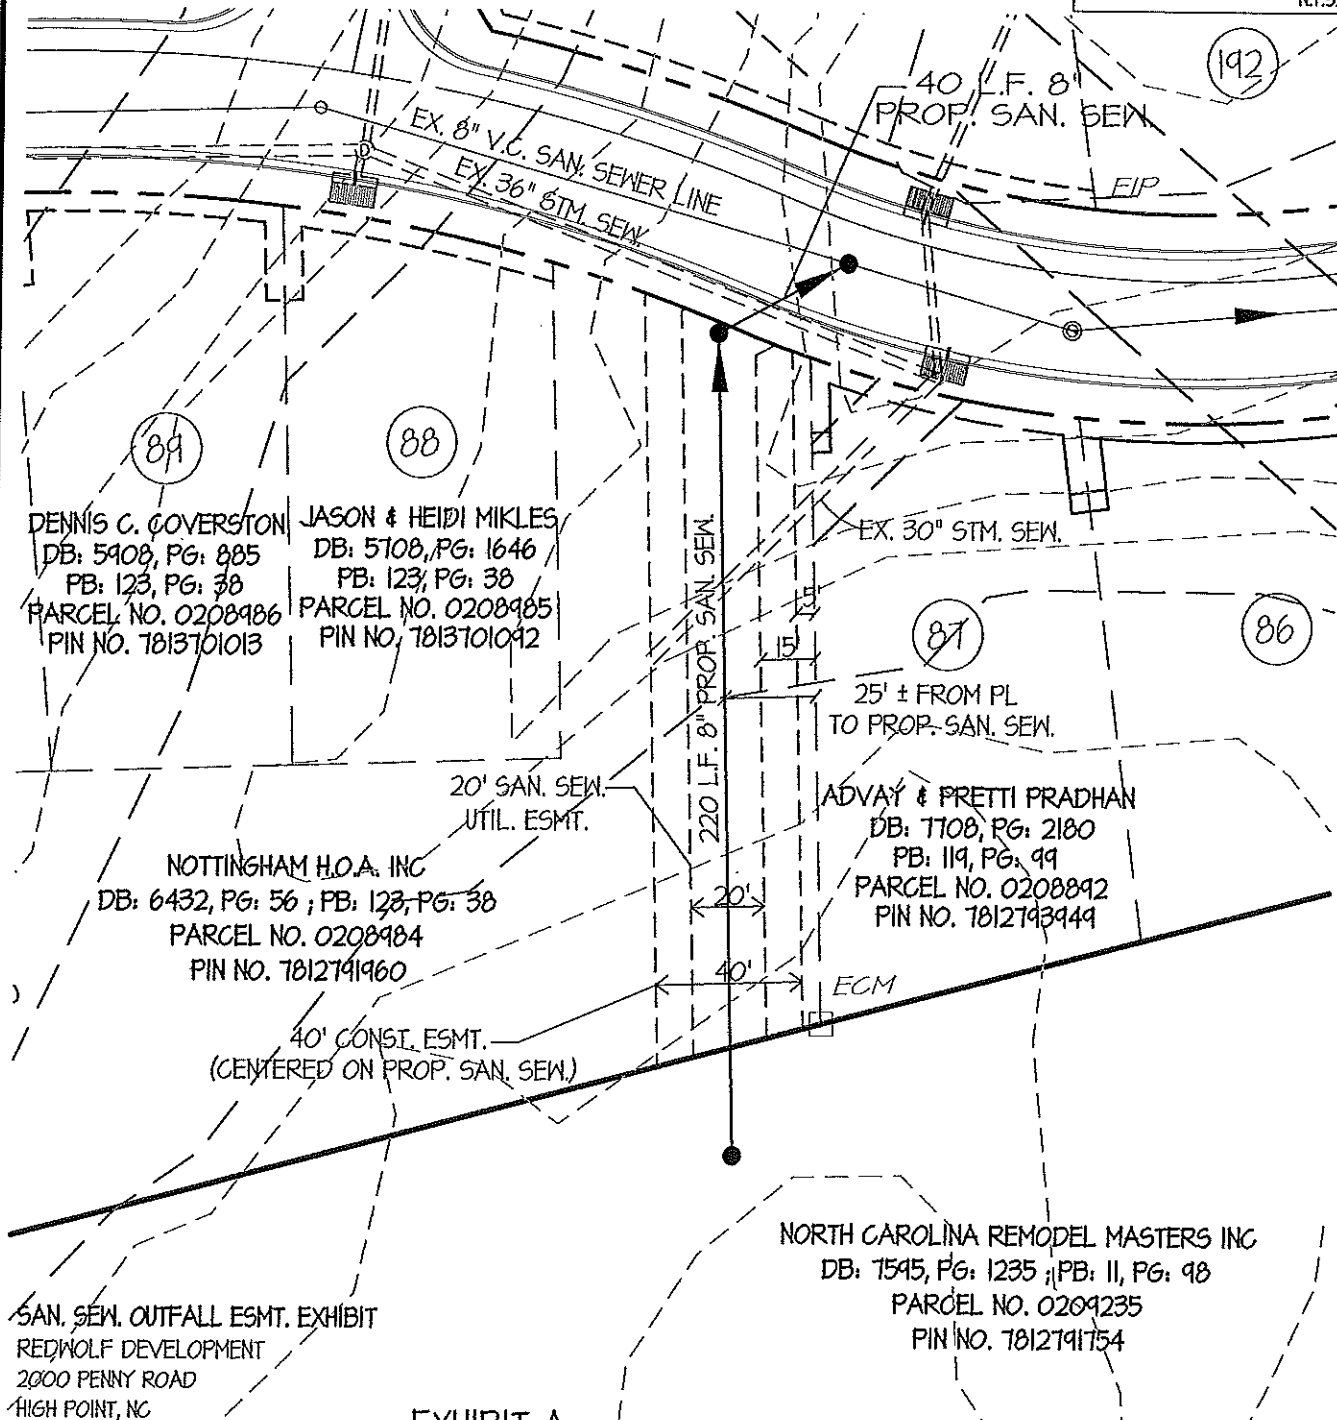 192
40 L.F. 8"
PROP. SAN. SEW.
EX. 8" V.C. SAN. SEWER LINE
EX. 36" STM. SEW.
EIP
D
89
88
DENNIS C. COVERSTON
DB: 5908, PG: 885
PB: 123, PG: 38
PARCEL NO. 0208986
PIN NO. 7813701013
JASON & HEIDI MIKLES
DB: 5708, PG: 1646
PB: 123, PG: 38
PARCEL NO. 0208985
PIN NO. 7813701092
EX. 30" STM. SEW.
220 L.F. 8" PROP. SAN. SEW.
5'
15'
87
86
25' ± FROM PL
TO PROP. SAN. SEW.
20' SAN. SEW.
UTIL. ESMT.
ADVAY & PRETTI PRADHAN
DB: 7708, PG: 2180
PB: 119, PG: 99
PARCEL NO. 0208892
PIN NO. 7812793949
NOTTINGHAM H.O.A. INC
DB: 6432, PG: 56 ; PB: 123, PG: 38
PARCEL NO. 0208984
PIN NO. 7812791960
20'
40'
ECM
40' CONST. ESMT.
(CENTERED ON PROP. SAN. SEW.)
NORTH CAROLINA REMODEL MASTERS INC
DB: 7595, PG: 1235 ; PB: 11, PG: 98
PARCEL NO. 0209235
PIN NO. 7812791754
SAN. SEW. OUTFALL ESMT. EXHIBIT
REDWOLF DEVELOPMENT
2000 PENNY ROAD
HIGH POINT, NC
EXHIBIT A